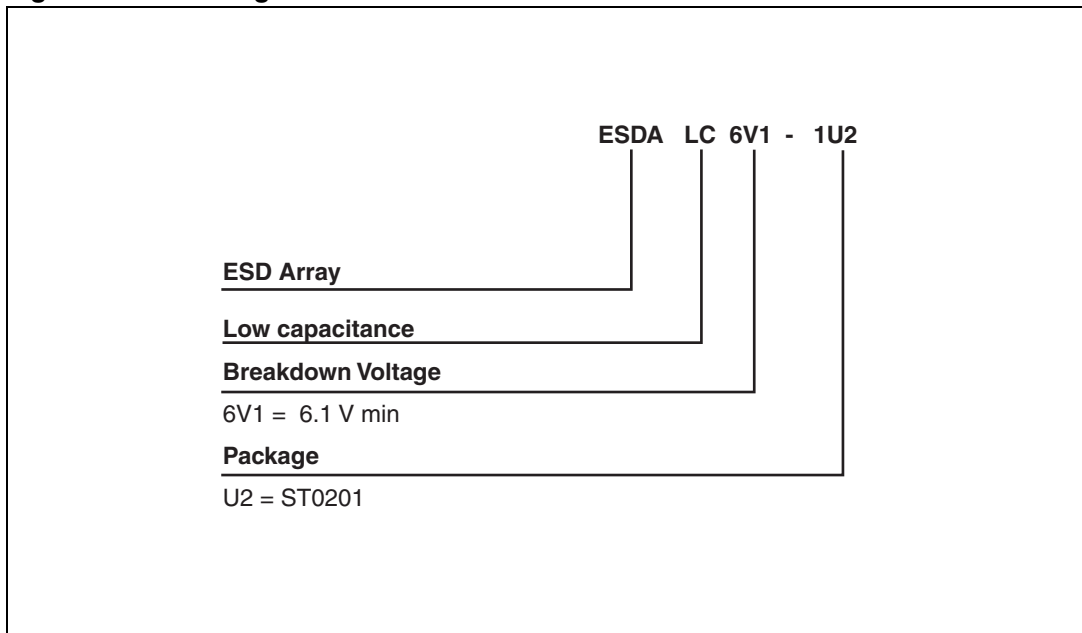 ESDA LC 6V1 - 1U2
ESD Array
Low capacitance
Breakdown Voltage
6V1 = 6.1 V min
Package
U2 = ST0201